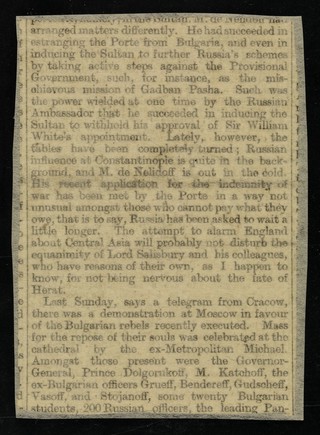 arranged matters differently. He had succeeded in
estranging the Porte from Bulgaria, and even in
inducing the Sultan to further Russia's schemes
by taking active steps against the Provisional
Government, such, for instance, as the mis-
chievous mission of Gadban Pasha. Such was
the power wielded at one time by the Russian
Ambassador that he succeeded in inducing the
Sultan to withhold his approval of Sir William
White's appointment. Lately, however, the
tables have been completely turned; Russian
influence at Constantinople is quite in the back-
ground, and M. de Nelidoff is out in the cold.
His recent application for the indemnity of
war has been met by the Porte in a way not
unusual amongst those who cannot pay what they
owe, that is to say, Russia has been asked to wait a
little longer. The attempt to alarm England
about Central Asia will probably not disturb the
equanimity of Lord Salisbury and his colleagues,
who have reasons of their own, as I happen to
know, for not being nervous about the fate of
Herat.
Last Sunday, says a telegram from Cracow,
there was a demonstration at Moscow in favour
of the Bulgarian rebels recently executed. Mass
for the repose of their souls was celebrated at the
cathedral by the ex-Metropolitan Michael.
Amongst those present were the Governor-
General, Prince Dolgorukoff, M. Katchoff, the
ex-Bulgarian officers Grueff, Bendereff, Gudscheff,
Vasoff, and Stojanoff, some twenty Bulgarian
students, 200 Russian officers, the leading Pan-